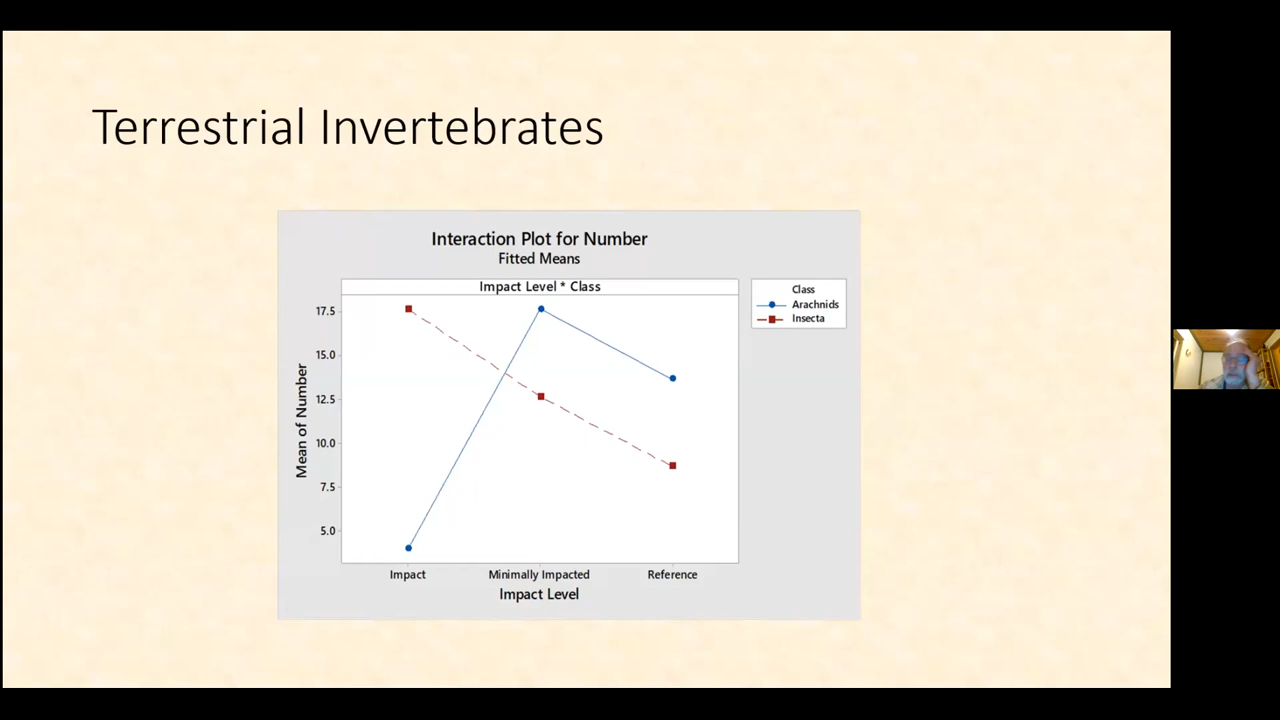 Terrestrial Invertebrates
Interaction Plot for Number
Fitted Means
Impact Level * Class
Class
Arachnids
Insecta
17.5
15.0
12.5
10.0
7.5
5.0
Mean of Number
Impact
Minimally Impacted
Reference
Impact Level